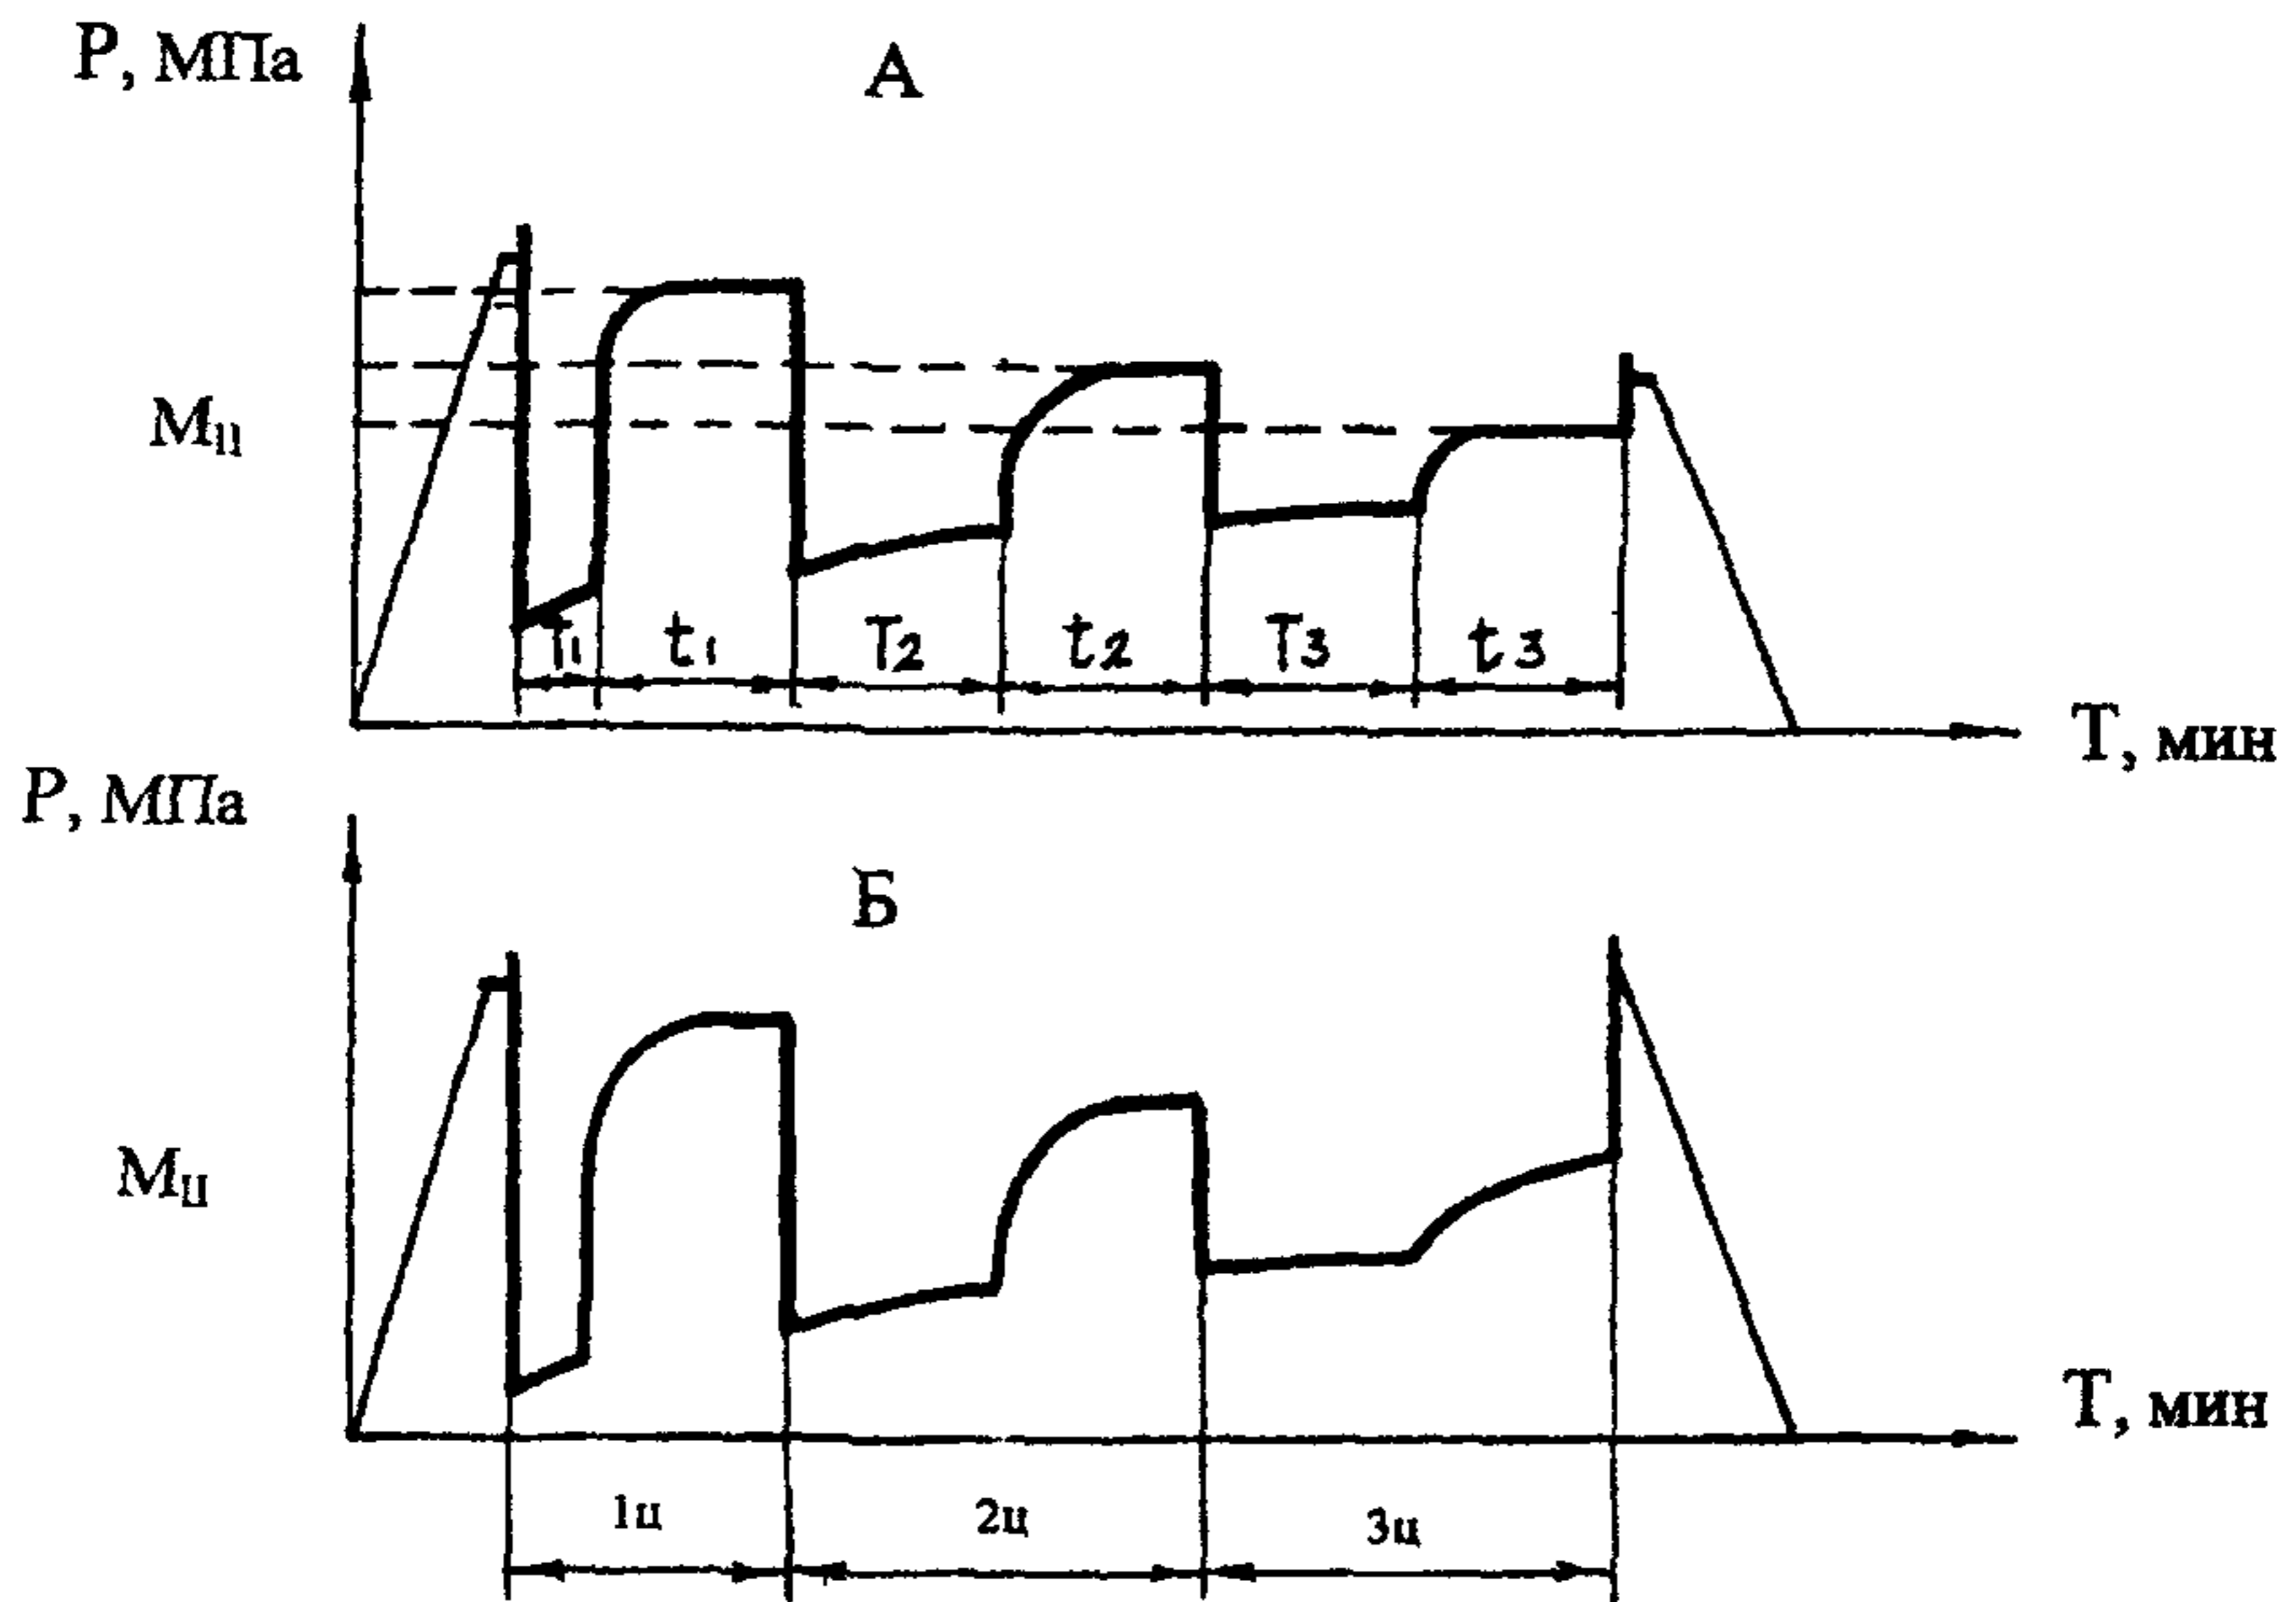 P, МПа
А
Мц
T₁ t₁ T₂ t₂ T₃ t₃
Т, мин
P, МПа
Б
Мц
Т, мин
1ц 2ц 3ц